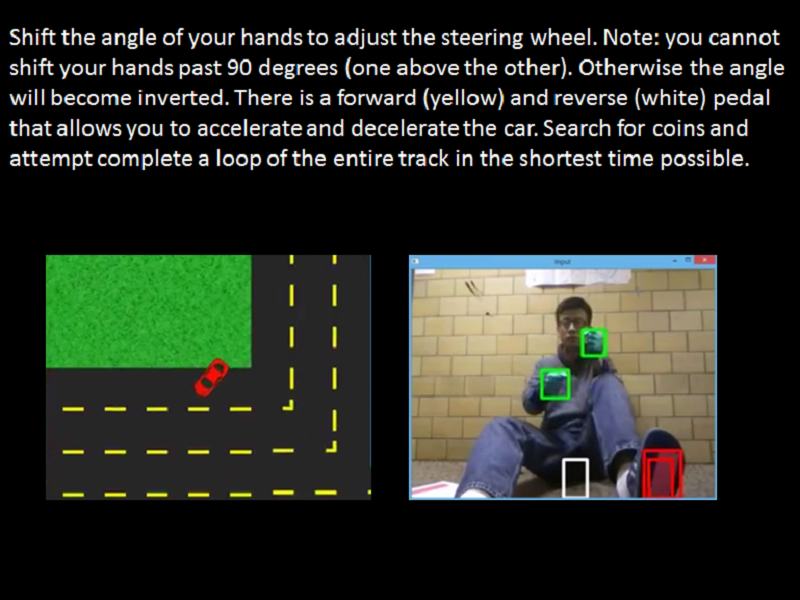 Shift the angle of your hands to adjust the steering wheel. Note: you cannot
shift your hands past 90 degrees (one above the other). Otherwise the angle
will become inverted. There is a forward (yellow) and reverse (white) pedal
that allows you to accelerate and decelerate the car. Search for coins and
attempt complete a loop of the entire track in the shortest time possible.
Input